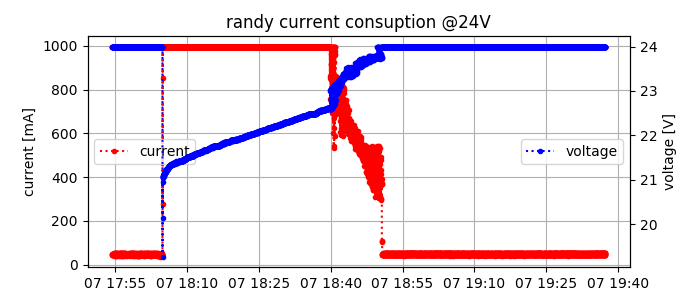 randy current consuption @24V
1000
800
600
400
200
0
current [mA]
current
voltage
24
23
22
21
20
voltage [V]
07 17:55 07 18:10 07 18:25 07 18:40 07 18:55 07 19:10 07 19:25 07 19:40